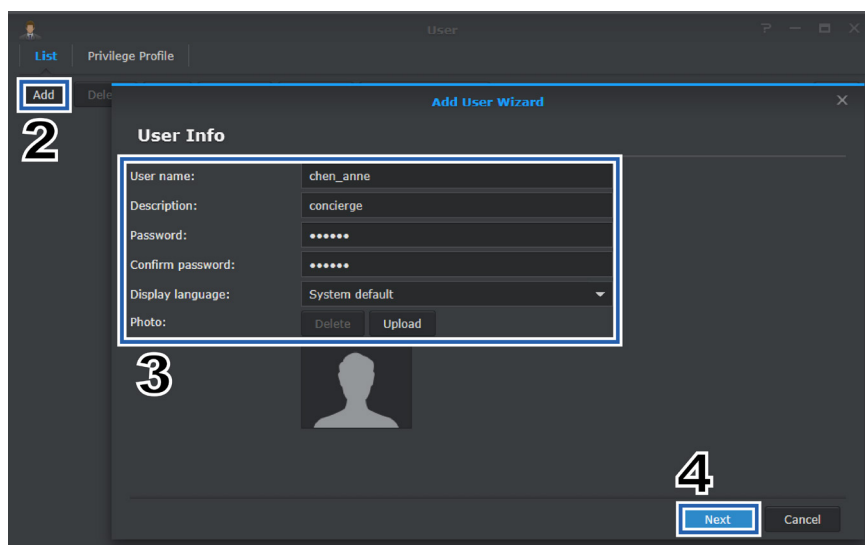 User
List Privilege Profile
Add Dele
Add User Wizard
2
User Info
User name: chen_anne
Description: concierge
Password: ••••••
Confirm password: ••••••
Display language: System default
Photo: Delete Upload
3
4
Next Cancel